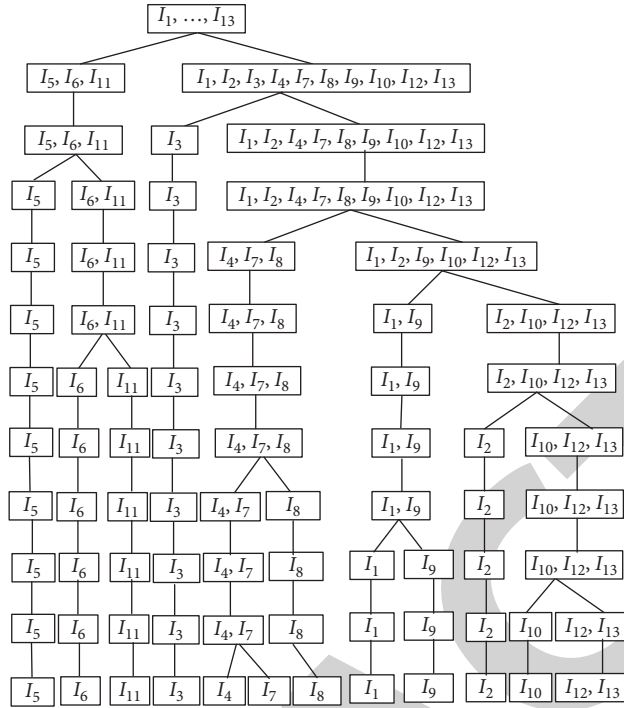 I1, ..., I13
I5, I6, I11 I1, I2, I3, I4, I7, I8, I9, I10, I12, I13
I5, I6, I11 I3 I1, I2, I4, I7, I8, I9, I10, I12, I13
I5 I6, I11 I3 I1, I2, I4, I7, I8, I9, I10, I12, I13
I5 I6, I11 I3 I4, I7, I8 I1, I2, I9, I10, I12, I13
I5 I6, I11 I3 I4, I7, I8 I1, I9 I2, I10, I12, I13
I5 I6 I11 I3 I4, I7, I8 I1, I9 I2, I10, I12, I13
I5 I6 I11 I3 I4, I7, I8 I1, I9 I2 I10, I12, I13
I5 I6 I11 I3 I4, I7 I8 I1, I9 I2 I10, I12, I13
I5 I6 I11 I3 I4, I7 I8 I1 I9 I2 I10, I12, I13
I5 I6 I11 I3 I4, I7 I8 I1 I9 I2 I10 I12, I13
I5 I6 I11 I3 I4 I7 I8 I1 I9 I2 I10 I12, I13